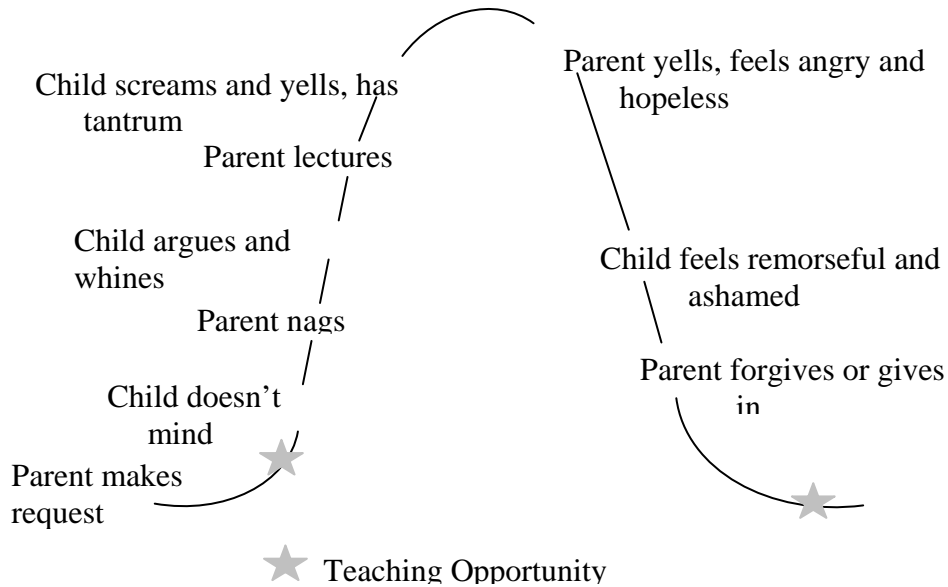 Child screams and yells, has
tantrum
Parent lectures
Child argues and
whines
Parent nags
Child doesn’t
mind
Parent makes
request
Parent yells, feels angry and
hopeless
Child feels remorseful and
ashamed
Parent forgives or gives
in
Teaching Opportunity